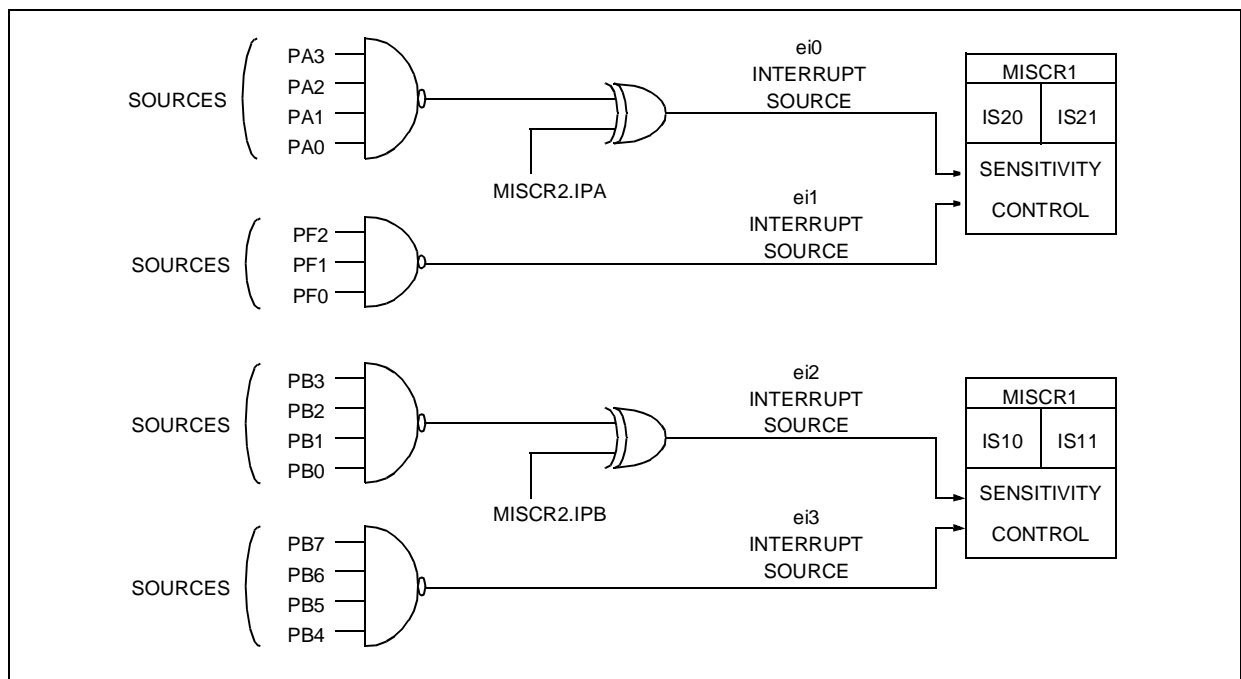 ei0
INTERRUPT
SOURCE
PA3
PA2
PA1
PA0
SOURCES
MISCR2.IPA
MISCR1
IS20 IS21
SENSITIVITY
CONTROL
ei1
INTERRUPT
SOURCE
PF2
PF1
PF0
SOURCES
ei2
INTERRUPT
SOURCE
PB3
PB2
PB1
PB0
SOURCES
MISCR2.IPB
MISCR1
IS10 IS11
SENSITIVITY
CONTROL
ei3
INTERRUPT
SOURCE
PB7
PB6
PB5
PB4
SOURCES